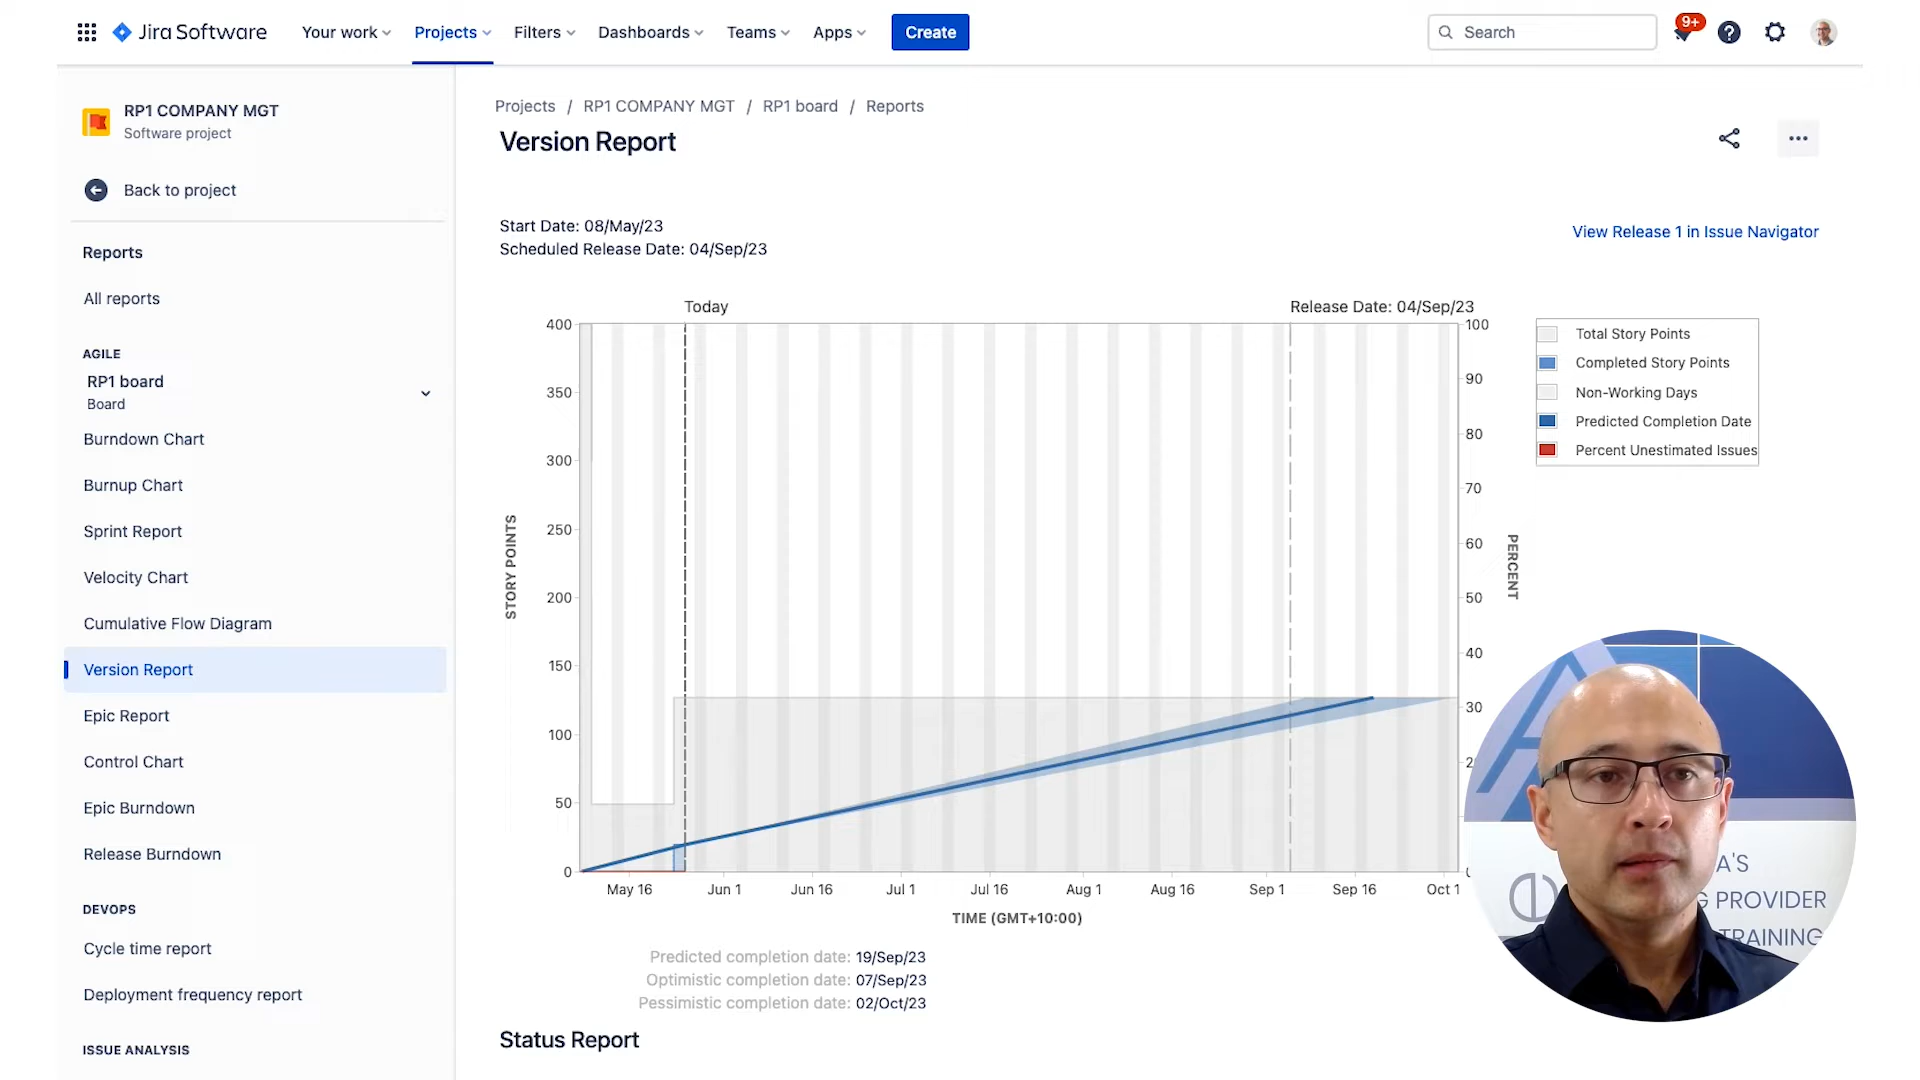 Jira Software
Your work
Projects
Filters
Dashboards
Teams
Apps
Create
Search
9+
RP1 COMPANY MGT
Software project
Back to project
Reports
All reports
AGILE
RP1 board
Board
Burndown Chart
Burnup Chart
Sprint Report
Velocity Chart
Cumulative Flow Diagram
Version Report
Epic Report
Control Chart
Epic Burndown
Release Burndown
DEVOPS
Cycle time report
Deployment frequency report
ISSUE ANALYSIS
Projects / RP1 COMPANY MGT / RP1 board / Reports
Version Report
Start Date: 08/May/23
Scheduled Release Date: 04/Sep/23
View Release 1 in Issue Navigator
Today
Release Date: 04/Sep/23
400
350
300
250
200
150
100
50
0
STORY POINTS
100
90
80
70
60
50
40
30
PERCENT
May 16
Jun 1
Jun 16
Jul 1
Jul 16
Aug 1
Aug 16
Sep 1
Sep 16
Oct 1
TIME (GMT+10:00)
Total Story Points
Completed Story Points
Non-Working Days
Predicted Completion Date
Percent Unestimated Issues
Predicted completion date: 19/Sep/23
Optimistic completion date: 07/Sep/23
Pessimistic completion date: 02/Oct/23
Status Report
A'S
G PROVIDER
TRAINING